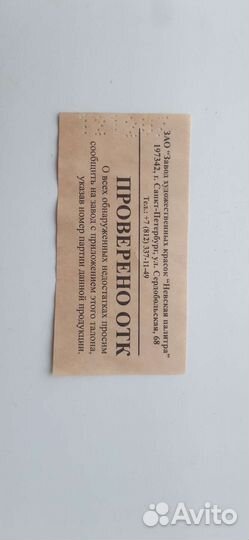 ЗАО "Завод художественных красок "Невская палитра"
197342, г. Санкт-Петербург, ул. Сердобольская, 68
Тел.: +7 (812) 337-11-49
ПРОВЕРЕНО ОТК
О всех обнаруженных недостатках просим
сообщить на завод с приложением этого талона,
указав номер партии данной продукции.
Avito